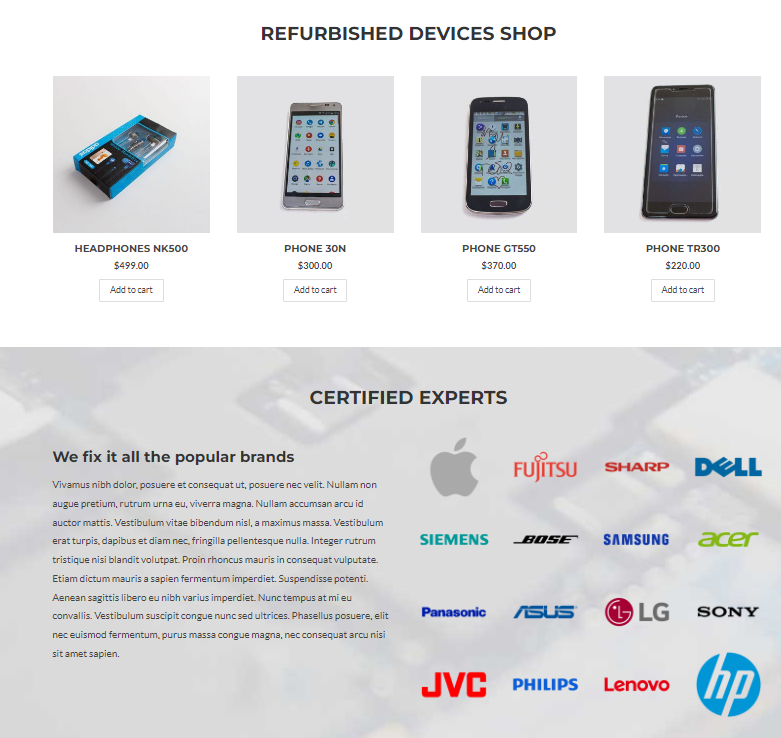 REFURBISHED DEVICES SHOP
HEADPHONES NK500
PHONE 30N
PHONE GT550
PHONE TR300
$499.00
$300.00
$370.00
$220.00
Add to cart
Add to cart
Add to cart
Add to cart
CERTIFIED EXPERTS
We fix it all the popular brands
Vivamus nibh dolor, posuere et consequat ut, posuere nec velit. Nullam non
augue pretium, rutrum urna eu, viverra magna. Nullam accumsan arcu id
auctor mattis. Vestibulum vitae bibendum nisl, a maximus massa. Vestibulum
erat turpis, dapibus et diam nec, fringilla pellentesque nulla. Integer rutrum
tristique nisi blandit volutpat. Proin rhoncus mauris in consequat vulputate.
Etiam dictum mauris a sapien fermentum imperdiet. Suspendisse potenti.
Aenean sagittis libero eu nibh varius imperdiet. Nunc tempus at mi eu
convallis. Vestibulum suscipit congue nunc sed ultrices. Phasellus posuere, elit
nec euismod fermentum, purus massa congue magna, nec consequat arcu nisi
sit amet sapien.
FUJITSU
SHARP
DELL
SIEMENS
BOSE
SAMSUNG
acer
Panasonic
ASUS
LG
SONY
JVC
PHILIPS
Lenovo
hp